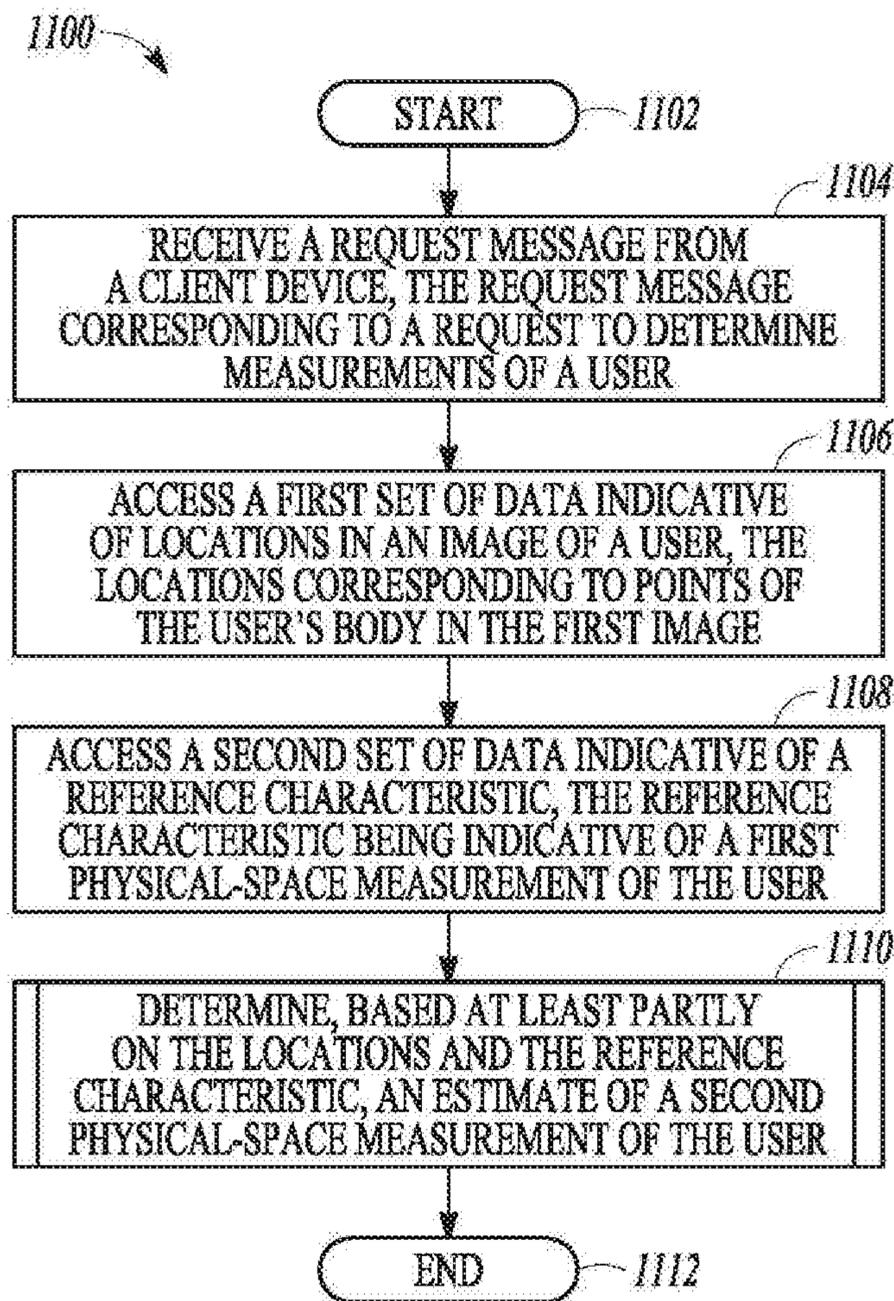 1100
START
1102
1104
RECEIVE A REQUEST MESSAGE FROM
A CLIENT DEVICE, THE REQUEST MESSAGE
CORRESPONDING TO A REQUEST TO DETERMINE
MEASUREMENTS OF A USER
1106
ACCESS A FIRST SET OF DATA INDICATIVE
OF LOCATIONS IN AN IMAGE OF A USER, THE
LOCATIONS CORRESPONDING TO POINTS OF
THE USER'S BODY IN THE FIRST IMAGE
1108
ACCESS A SECOND SET OF DATA INDICATIVE OF A
REFERENCE CHARACTERISTIC, THE REFERENCE
CHARACTERISTIC BEING INDICATIVE OF A FIRST
PHYSICAL-SPACE MEASUREMENT OF THE USER
1110
DETERMINE, BASED AT LEAST PARTLY
ON THE LOCATIONS AND THE REFERENCE
CHARACTERISTIC, AN ESTIMATE OF A SECOND
PHYSICAL-SPACE MEASUREMENT OF THE USER
END
1112